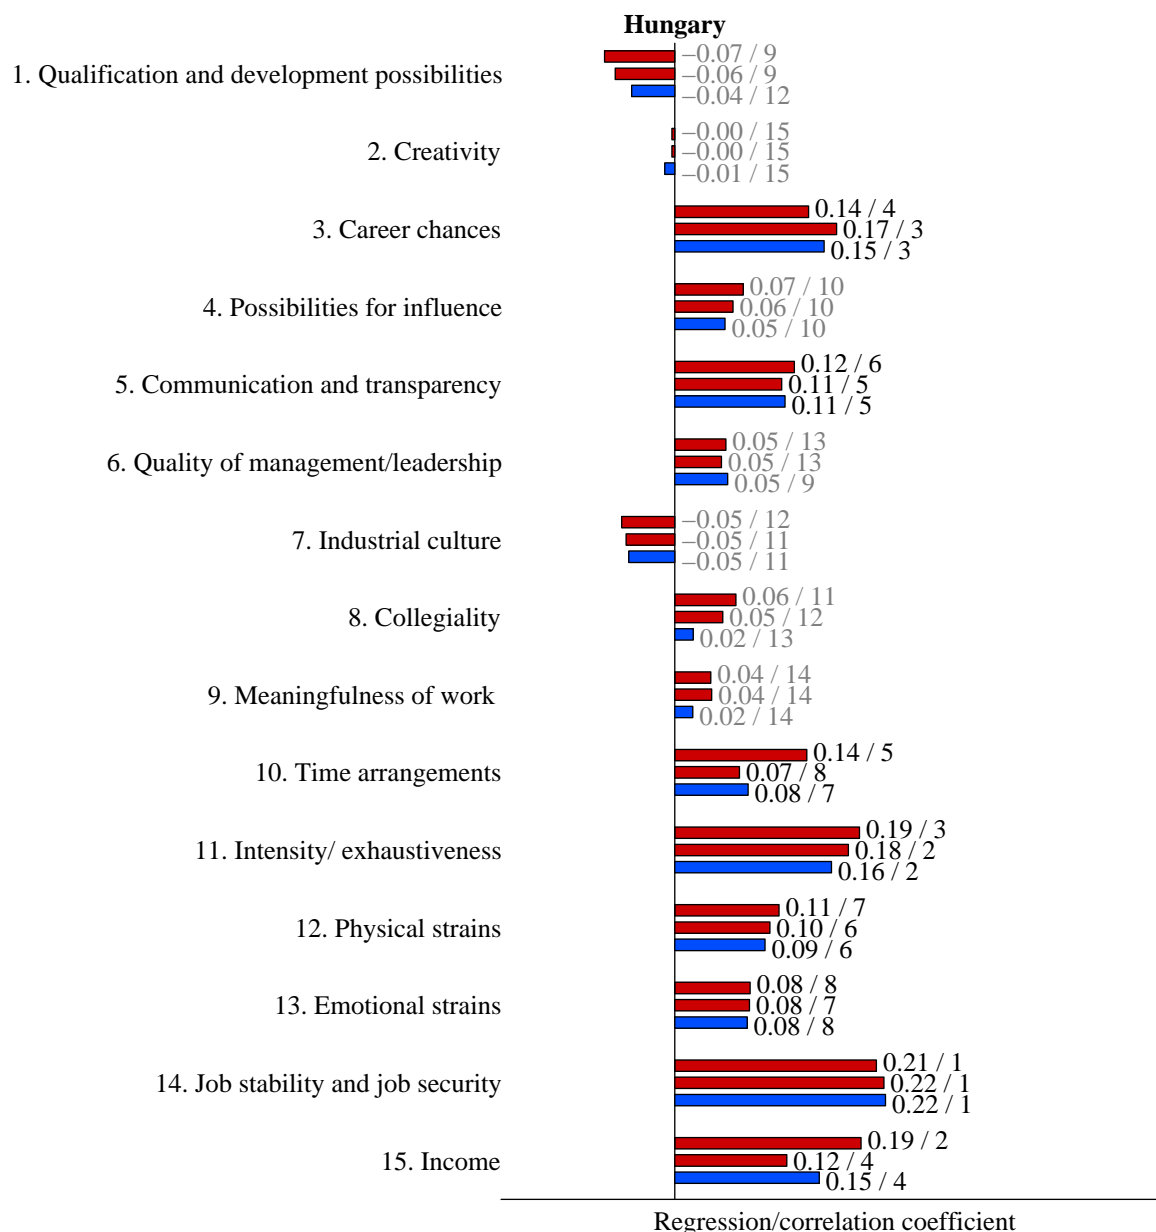 Hungary
1. Qualification and development possibilities
–0.07 / 9
–0.06 / 9
–0.04 / 12
2. Creativity
–0.00 / 15
–0.00 / 15
–0.01 / 15
3. Career chances
0.14 / 4
0.17 / 3
0.15 / 3
4. Possibilities for influence
0.07 / 10
0.06 / 10
0.05 / 10
5. Communication and transparency
0.12 / 6
0.11 / 5
0.11 / 5
6. Quality of management/leadership
0.05 / 13
0.05 / 13
0.05 / 9
7. Industrial culture
–0.05 / 12
–0.05 / 11
–0.05 / 11
8. Collegiality
0.06 / 11
0.05 / 12
0.02 / 13
9. Meaningfulness of work
0.04 / 14
0.04 / 14
0.02 / 14
10. Time arrangements
0.14 / 5
0.07 / 8
0.08 / 7
11. Intensity/ exhaustiveness
0.19 / 3
0.18 / 2
0.16 / 2
12. Physical strains
0.11 / 7
0.10 / 6
0.09 / 6
13. Emotional strains
0.08 / 8
0.08 / 7
0.08 / 8
14. Job stability and job security
0.21 / 1
0.22 / 1
0.22 / 1
15. Income
0.19 / 2
0.12 / 4
0.15 / 4
Regression/correlation coefficient